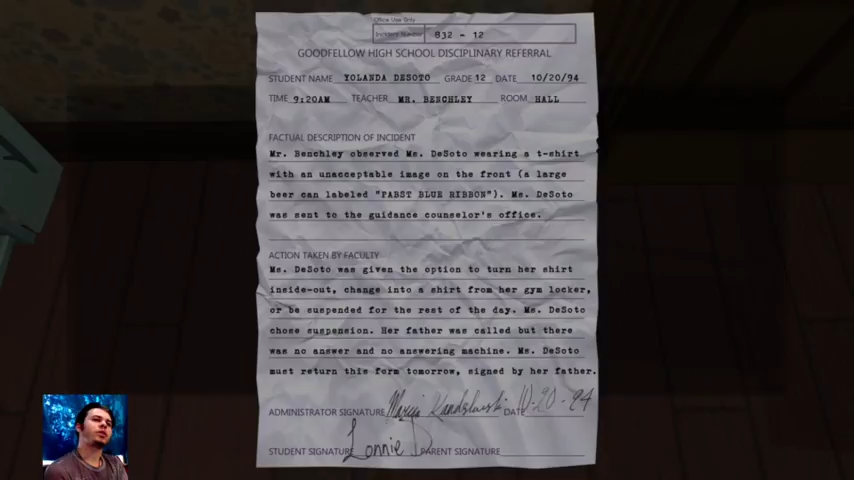 Office Use Only
Incident Number 832 - 12
GOODFELLOW HIGH SCHOOL DISCIPLINARY REFERRAL
STUDENT NAME YOLANDA DESOTO GRADE 12 DATE 10/20/94
TIME 9:20AM TEACHER MR. BENCHLEY ROOM HALL
FACTUAL DESCRIPTION OF INCIDENT
Mr. Benchley observed Ms. DeSoto wearing a t-shirt
with an unacceptable image on the front (a large
beer can labeled "PABST BLUE RIBBON"). Ms. DeSoto
was sent to the guidance counselor's office.
ACTION TAKEN BY FACULTY
Ms. DeSoto was given the option to turn her shirt
inside-out, change into a shirt from her gym locker,
or be suspended for the rest of the day. Ms. DeSoto
chose suspension. Her father was called but there
was no answer and no answering machine. Ms. DeSoto
must return this form tomorrow, signed by her father.
ADMINISTRATOR SIGNATURE DATE 10-20-94
STUDENT SIGNATURE Lonnie D PARENT SIGNATURE